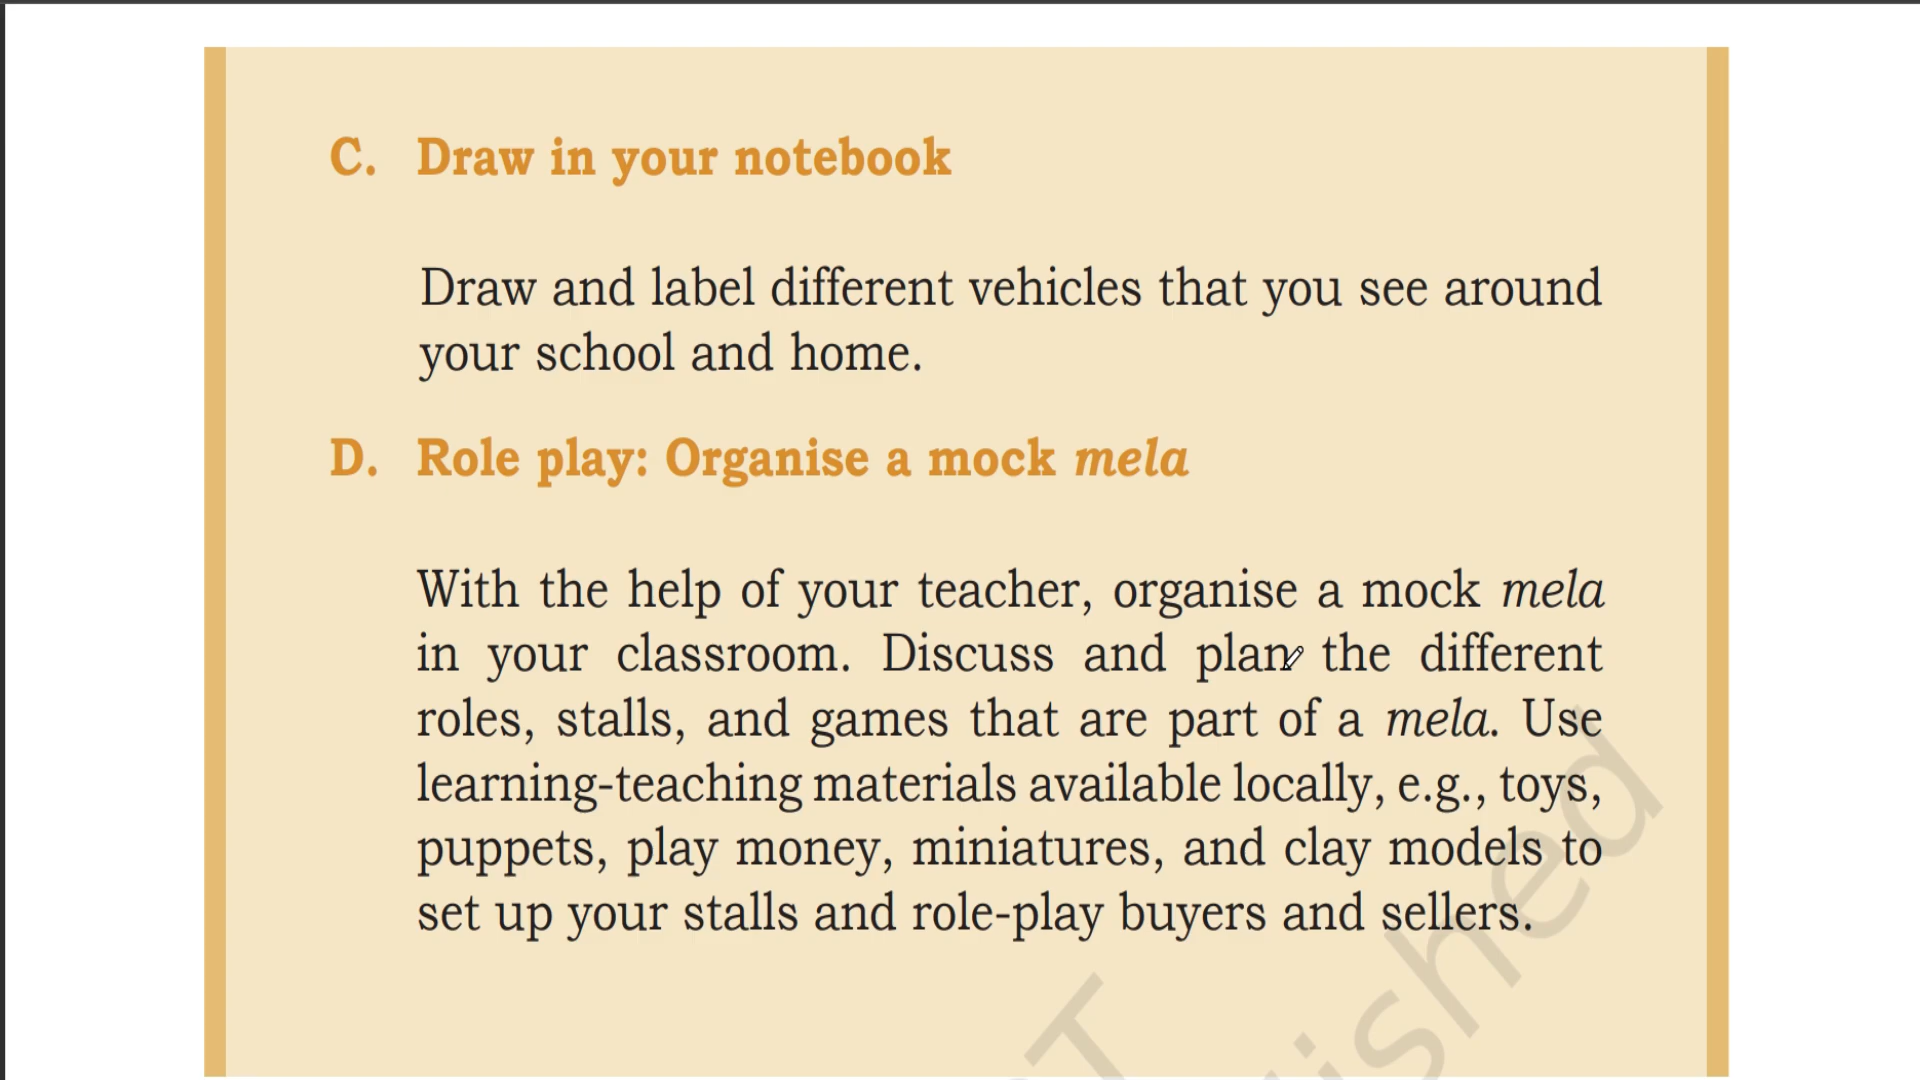 C. Draw in your notebook
Draw and label different vehicles that you see around
your school and home.
D. Role play: Organise a mock mela
With the help of your teacher, organise a mock mela
in your classroom. Discuss and plan the different
roles, stalls, and games that are part of a mela. Use
learning-teaching materials available locally, e.g., toys,
puppets, play money, miniatures, and clay models to
set up your stalls and role-play buyers and sellers.